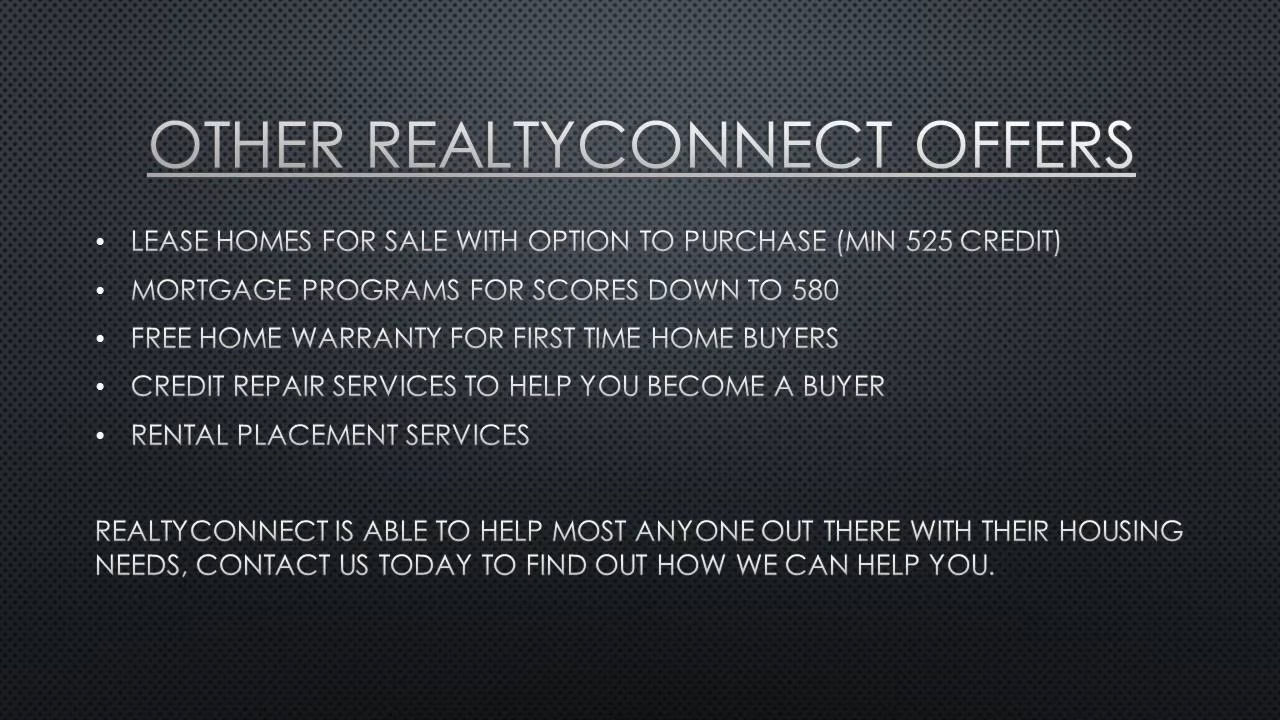 OTHER REALTYCONNECT OFFERS
• LEASE HOMES FOR SALE WITH OPTION TO PURCHASE (MIN 525 CREDIT)
• MORTGAGE PROGRAMS FOR SCORES DOWN TO 580
• FREE HOME WARRANTY FOR FIRST TIME HOME BUYERS
• CREDIT REPAIR SERVICES TO HELP YOU BECOME A BUYER
• RENTAL PLACEMENT SERVICES
REALTYCONNECT IS ABLE TO HELP MOST ANYONE OUT THERE WITH THEIR HOUSING
NEEDS, CONTACT US TODAY TO FIND OUT HOW WE CAN HELP YOU.